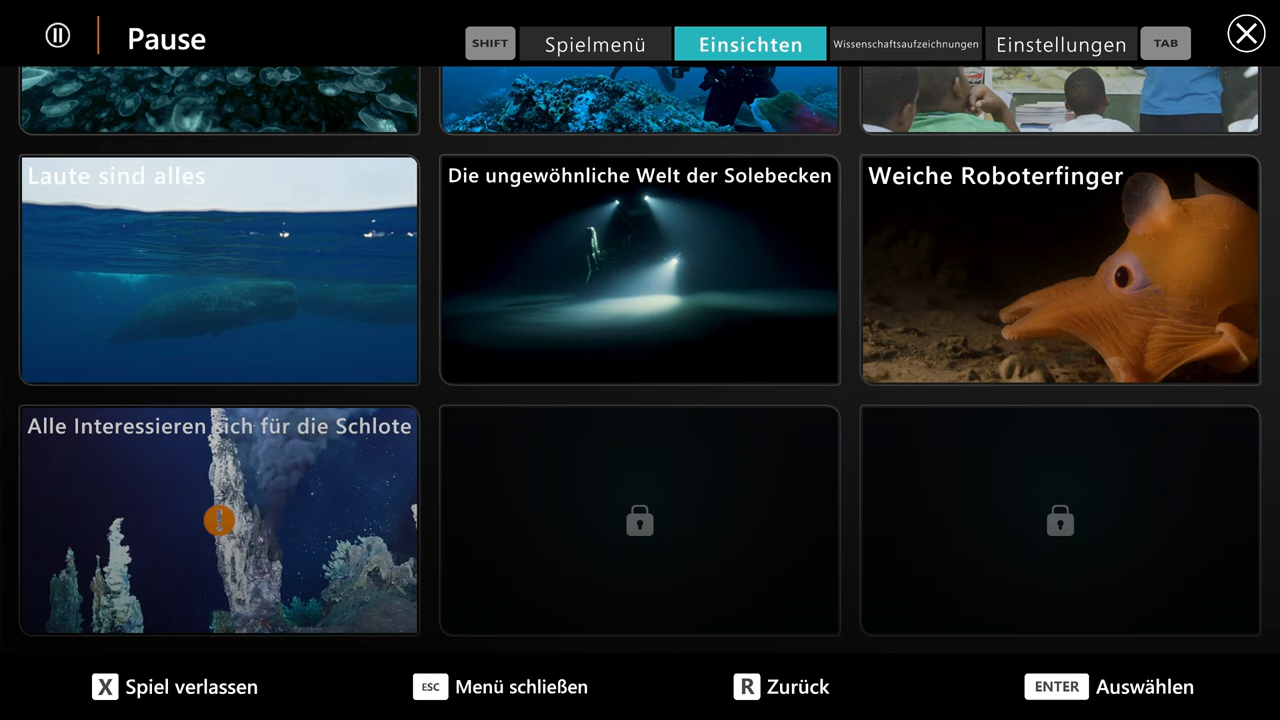 Pause
SHIFT
Spielmenü
Einsichten
Wissenschaftsaufzeichnungen
Einstellungen
TAB
Laute sind alles
Die ungewöhnliche Welt der Solebecken
Weiche Roboterfinger
Alle Interessieren sich für die Schlote
X Spiel verlassen
ESC Menü schließen
R Zurück
ENTER Auswählen